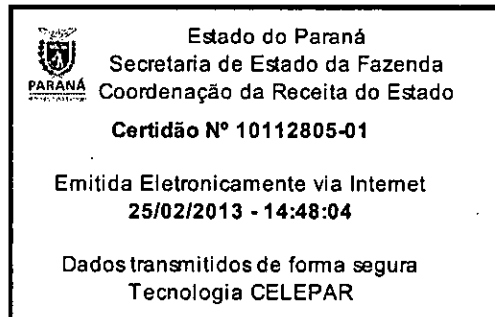 Estado do Paraná
Secretaria de Estado da Fazenda
PARANÁ
Coordenação da Receita do Estado
Certidão Nº 10112805-01
Emitida Eletronicamente via Internet
25/02/2013 - 14:48:04
Dados transmitidos de forma segura
Tecnologia CELEPAR